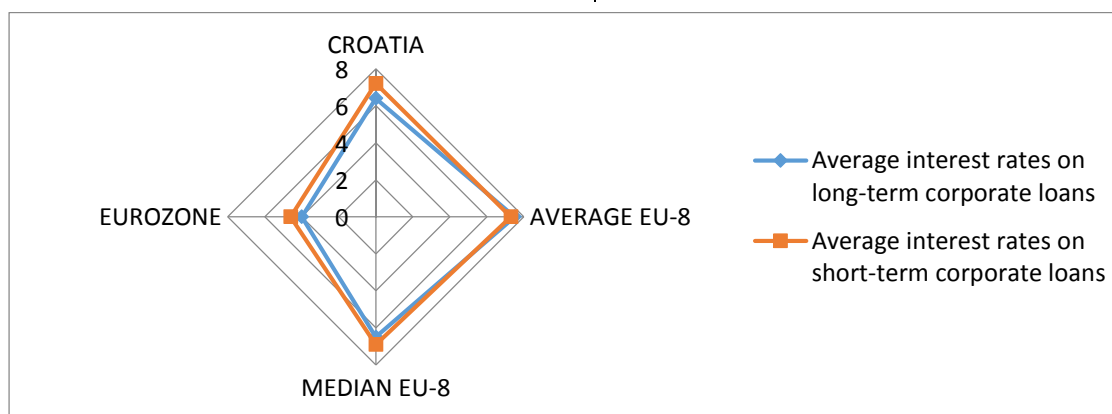 CROATIA
8
6
4
2
0
EUROZONE
AVERAGE EU-8
MEDIAN EU-8
Average interest rates on
long-term corporate loans
Average interest rates on
short-term corporate loans